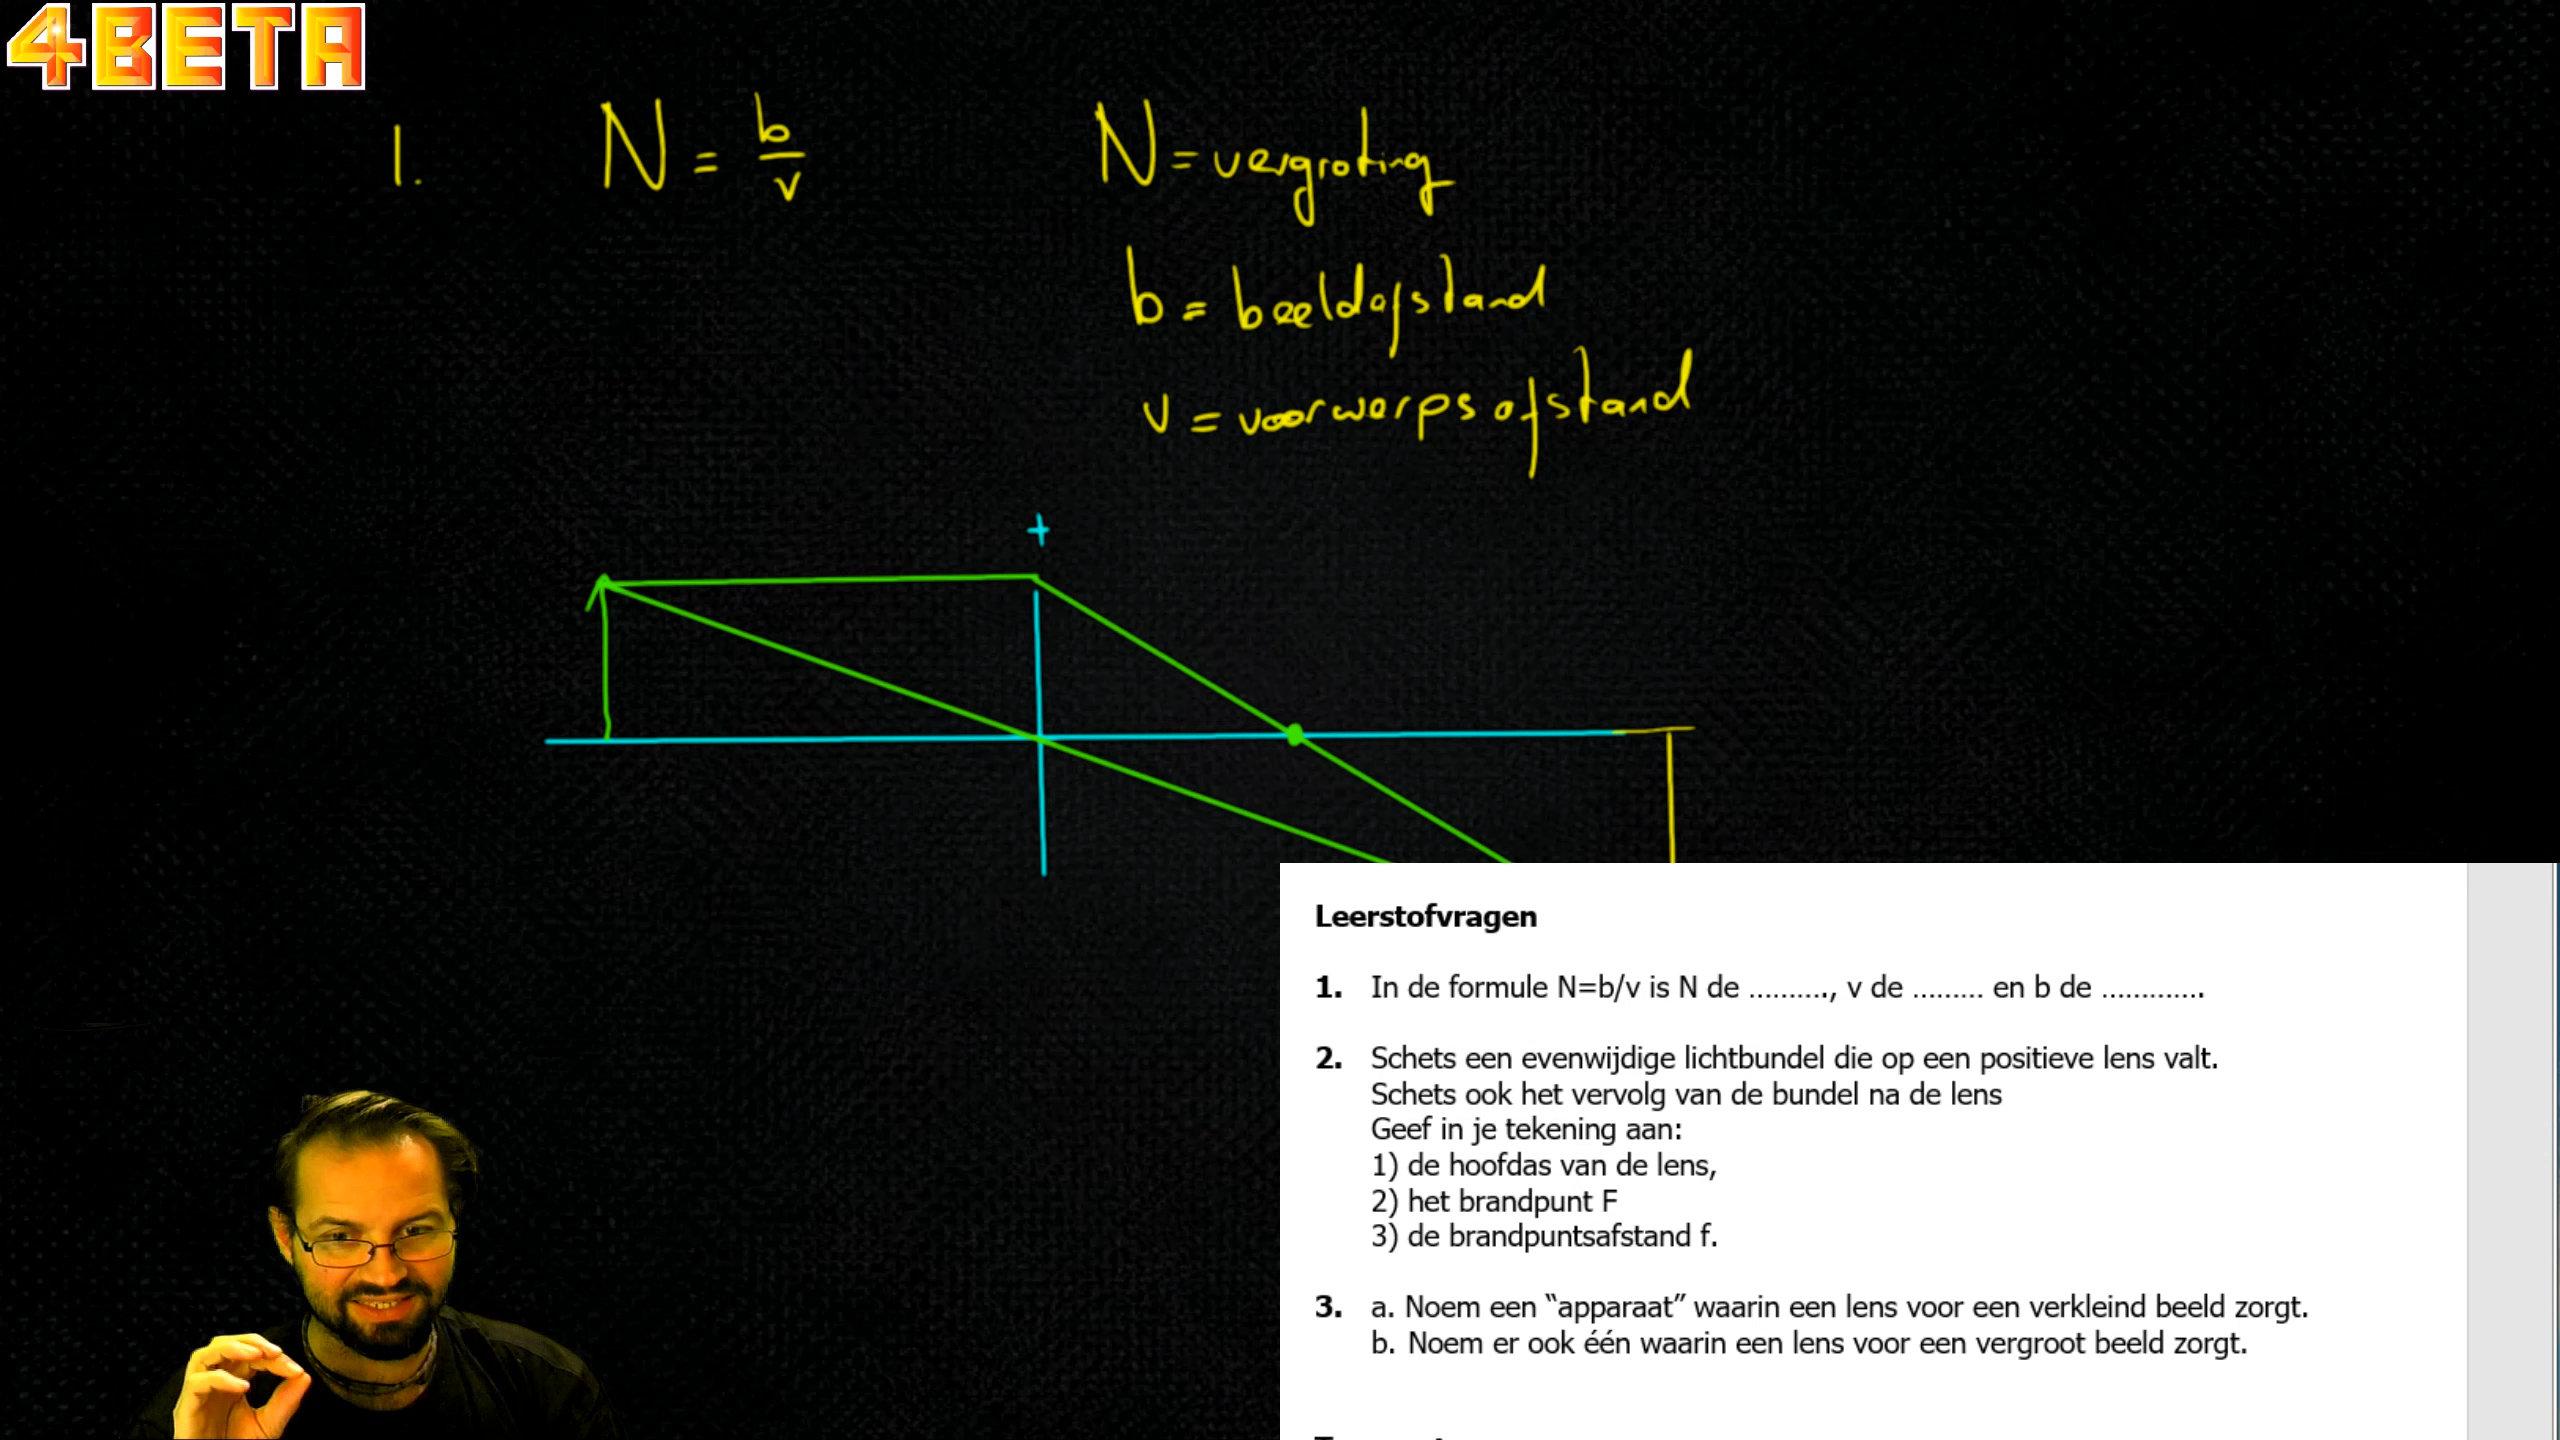 4BETA
1. N = b/v N = vergroting
b = beeldafstand
v = voorwerpsafstand
+
Leerstofvragen
1. In de formule N=b/v is N de ………., v de ……… en b de ………….
2. Schets een evenwijdige lichtbundel die op een positieve lens valt.
Schets ook het vervolg van de bundel na de lens
Geef in je tekening aan:
1) de hoofdas van de lens,
2) het brandpunt F
3) de brandpuntsafstand f.
3. a. Noem een “apparaat” waarin een lens voor een verkleind beeld zorgt.
b. Noem er ook één waarin een lens voor een vergroot beeld zorgt.